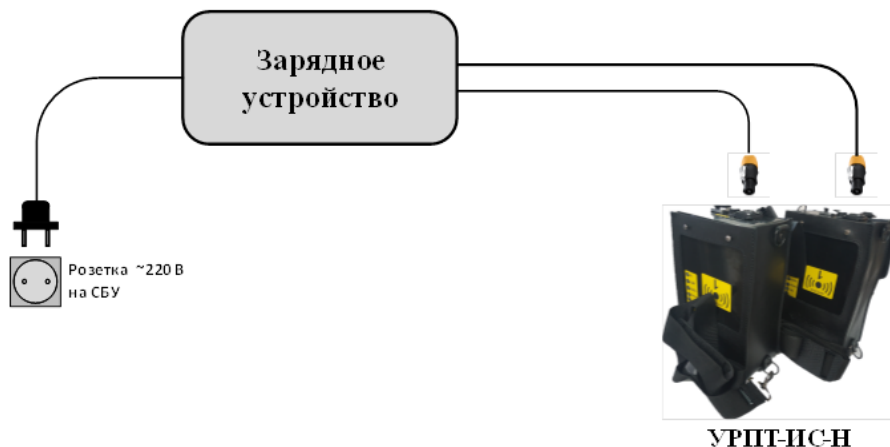 Зарядное
устройство
Розетка ~220 В
на СБУ
УРПТ-ИС-Н